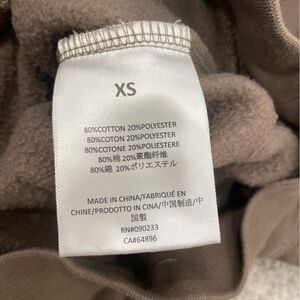 XS
80%COTTON 20%POLYESTER
80%COTON 20%POLYESTER
80%COTONE 20%POLIESTERE
80%棉 20%聚酯纤维
80%綿 20%ポリエステル
MADE IN CHINA/FABRIQUÉ EN
CHINE/PRODOTTO IN CINA/中国制造/中
国製
RN#090233
CA#64896